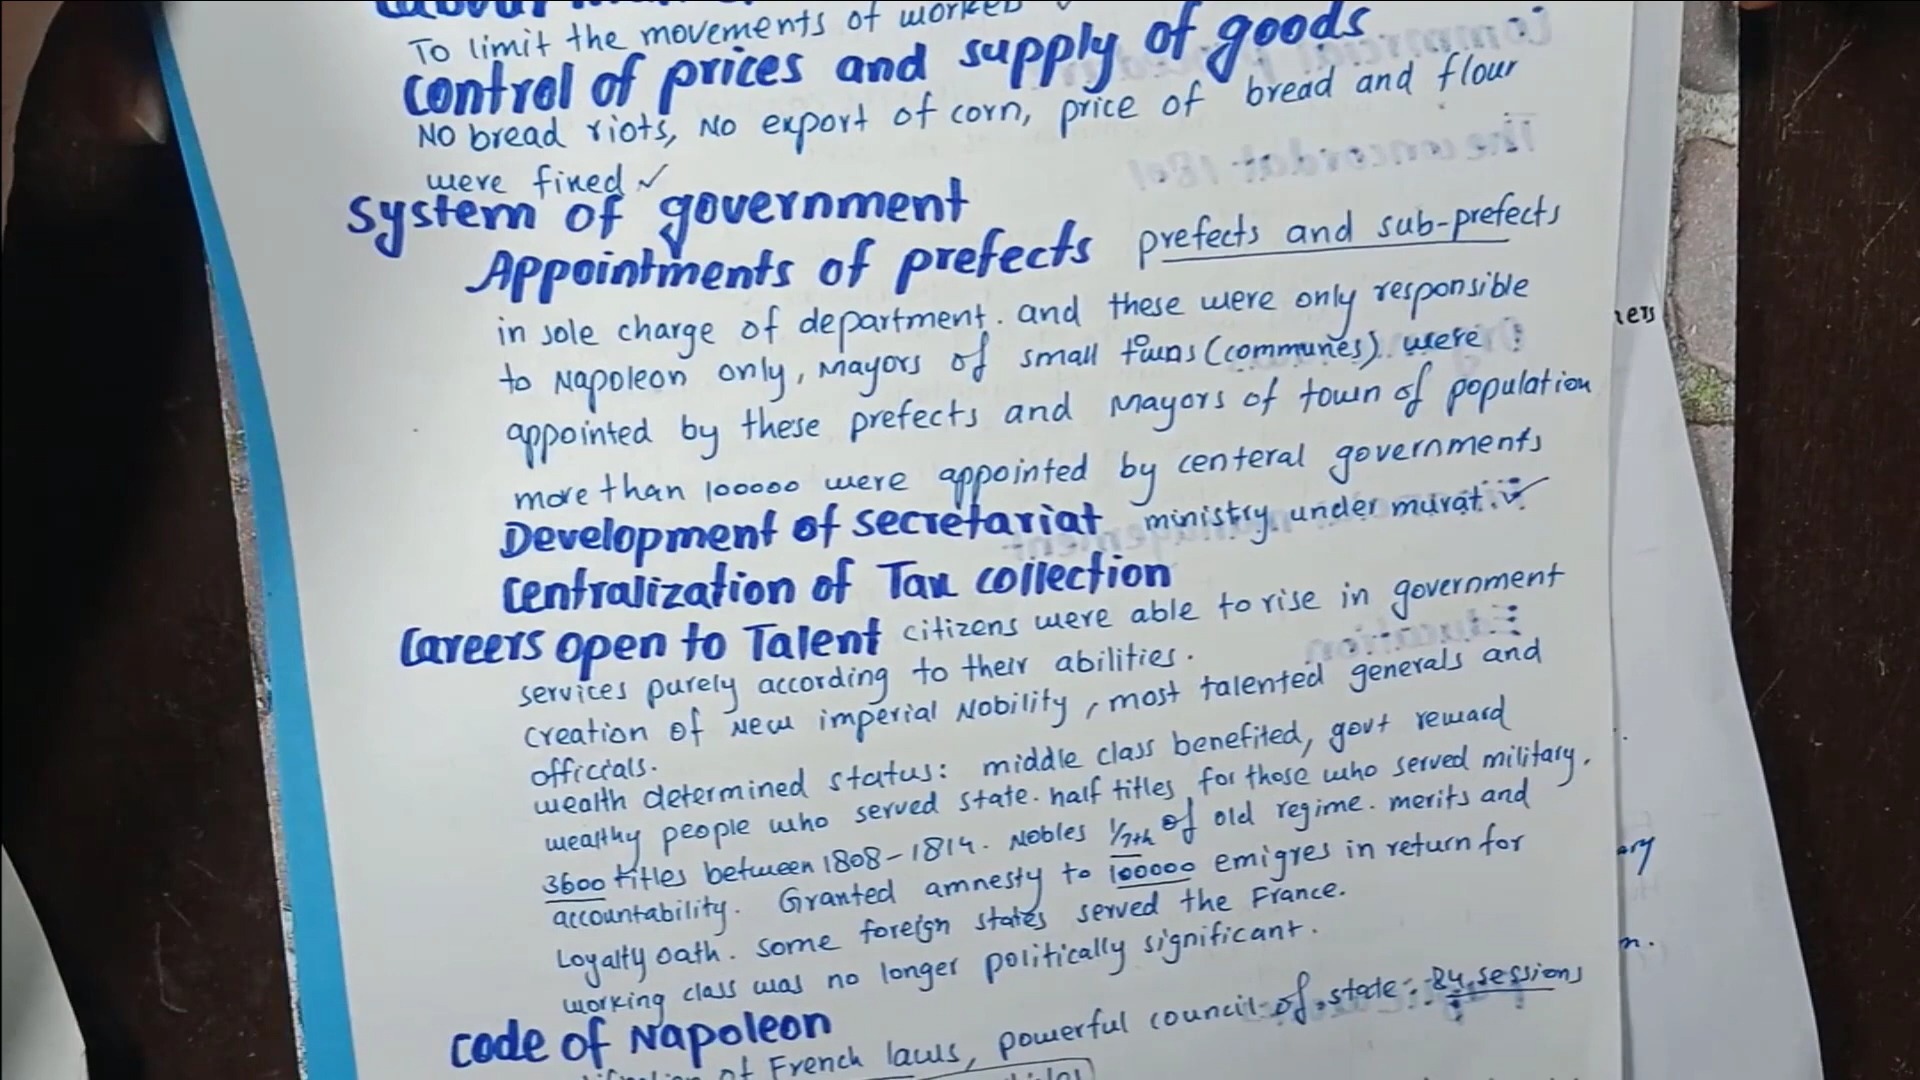 To limit the movements of worker
control of prices and supply of goods
No bread riots, No export of corn, price of bread and flour
were fixed ✓
System of government
Appointments of prefects prefects and sub-prefects
in sole charge of department. and these were only responsible
to Napoleon only, Mayors of small towns (communes) were
appointed by these prefects and Mayors of town of population
more than 100000 were appointed by centeral governments
Development of secretariat ministry under murat. ✓
Centralization of Tax collection
Careers open to Talent citizens were able to rise in government
services purely according to their abilities.
Creation of New imperial Nobility, most talented generals and
officials.
wealth determined status: middle class benefited, govt reward
wealthy people who served state. half titles for those who served military.
3600 titles between 1808-1814. Nobles 1/7th of old regime. merits and
accountability. Granted amnesty to 100000 emigres in return for
Loyalty oath. some foreign states served the France.
working class was no longer politically significant.
Code of Napoleon
of French laws, powerful council of state. 84 sessions